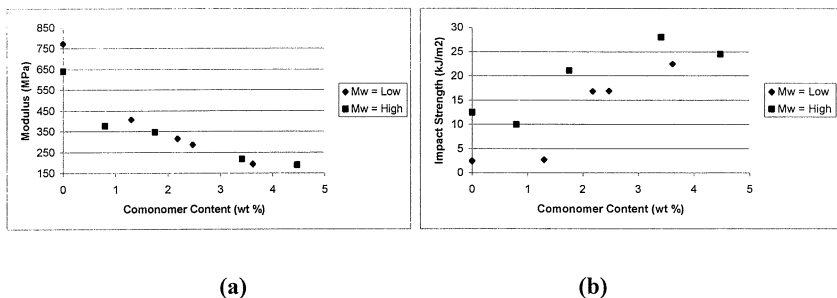 850
750
650
550
450
350
250
150
Modulus (MPa)
0 1 2 3 4 5
Comonomer Content (wt %)
Mw = Low
Mw = High
(a)
30
25
20
15
10
5
0
Impact Strength (kJ/m2)
0 1 2 3 4 5
Comonomer Content (wt %)
Mw = Low
Mw = High
(b)